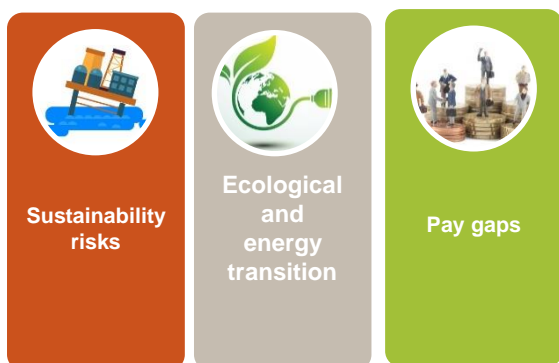 Sustainability
risks
Ecological
and
energy
transition
Pay gaps